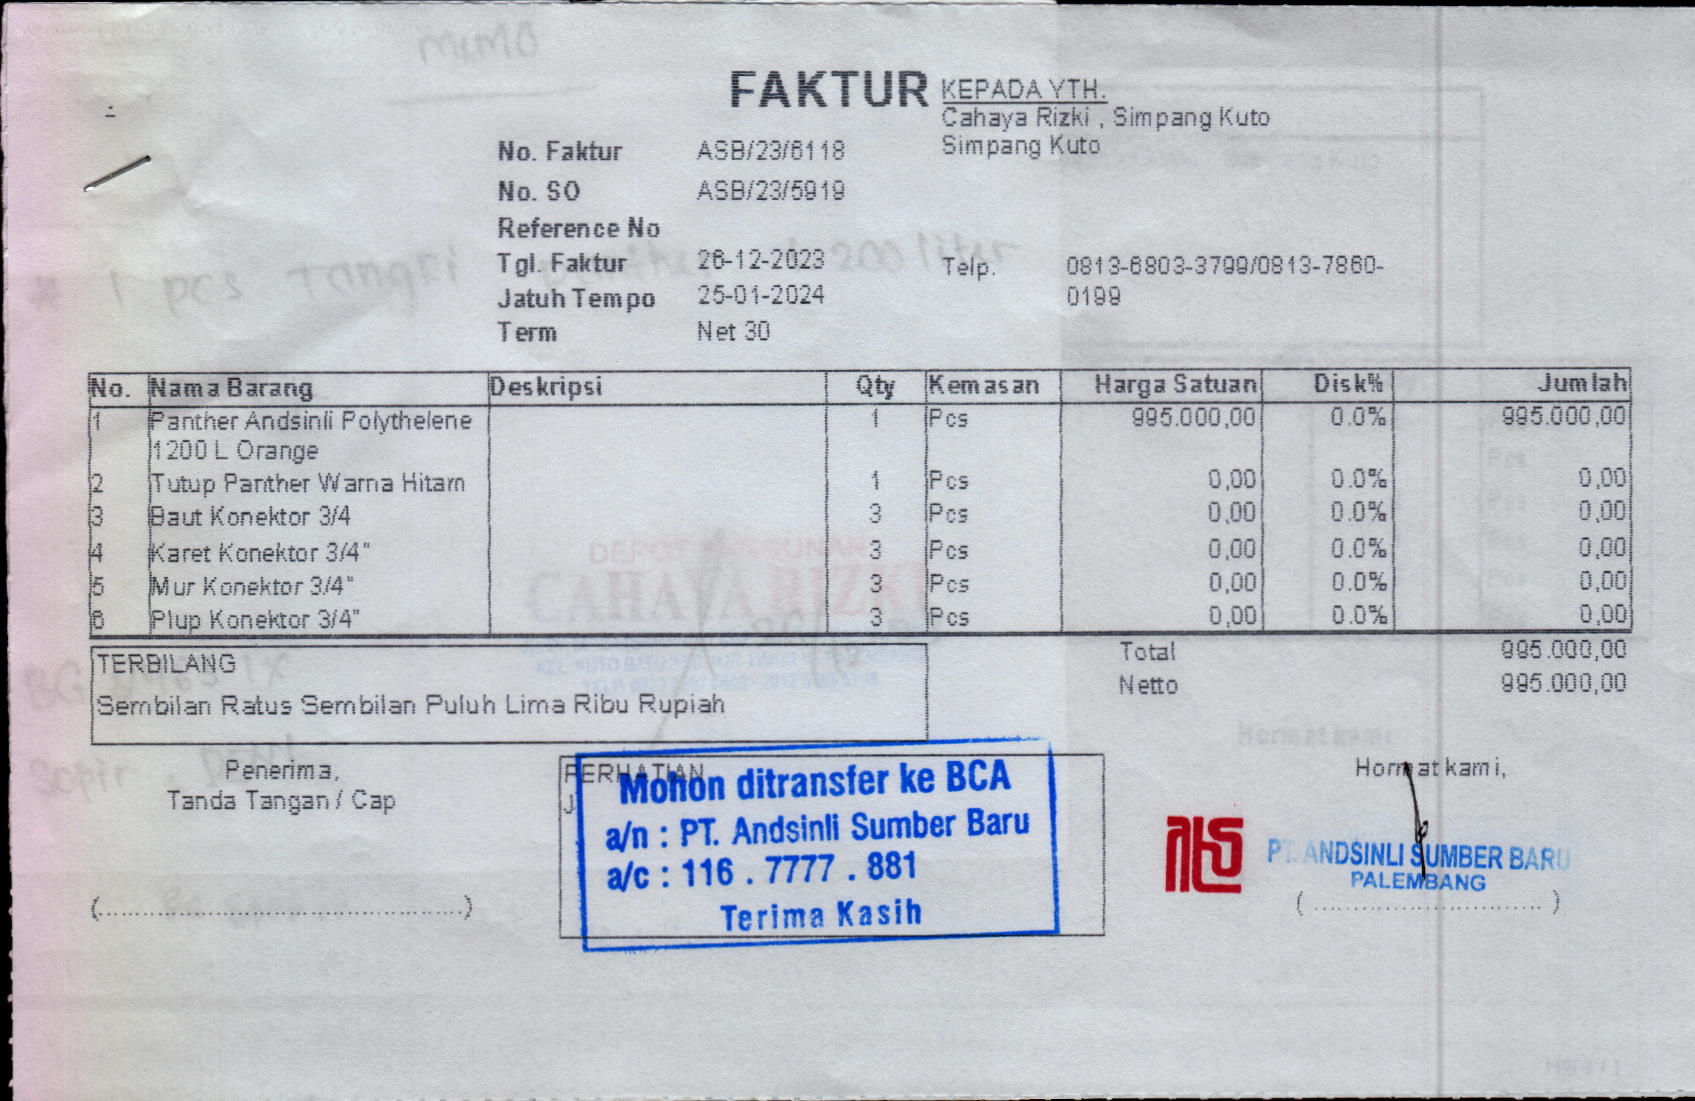 FAKTUR
KEPADA YTH.
Cahaya Rizki , Simpang Kuto
Simpang Kuto
No. Faktur ASB/23/6118
No. SO ASB/23/5919
Reference No
Tgl. Faktur 26-12-2023
Telp. 0813-6803-3799/0813-7860-
0199
Jatuh Tempo 25-01-2024
Term Net 30
* 1 pcs Tangki 1200 liter
No. Nama Barang Deskripsi Qty Kemasan Harga Satuan Disk% Jumlah
1 Panther Andsinli Polythelene 1 Pcs 995.000,00 0.0% 995.000,00
1200 L Orange
2 Tutup Panther Warna Hitam 1 Pcs 0,00 0.0% 0,00
3 Baut Konektor 3/4 3 Pcs 0,00 0.0% 0,00
4 Karet Konektor 3/4" 3 Pcs 0,00 0.0% 0,00
5 Mur Konektor 3/4" 3 Pcs 0,00 0.0% 0,00
6 Plup Konektor 3/4" 3 Pcs 0,00 0.0% 0,00
CAHAYA RIZKI
Total 995.000,00
Netto 995.000,00
TERBILANG
Sembilan Ratus Sembilan Puluh Lima Ribu Rupiah
Penerima,
Tanda Tangan / Cap
(............................................)
PERHATIAN
Mohon ditransfer ke BCA
a/n : PT. Andsinli Sumber Baru
a/c : 116 . 7777 . 881
Terima Kasih
Hormat kami,
PT. ANDSINLI SUMBER BARU
PALEMBANG
(............................)